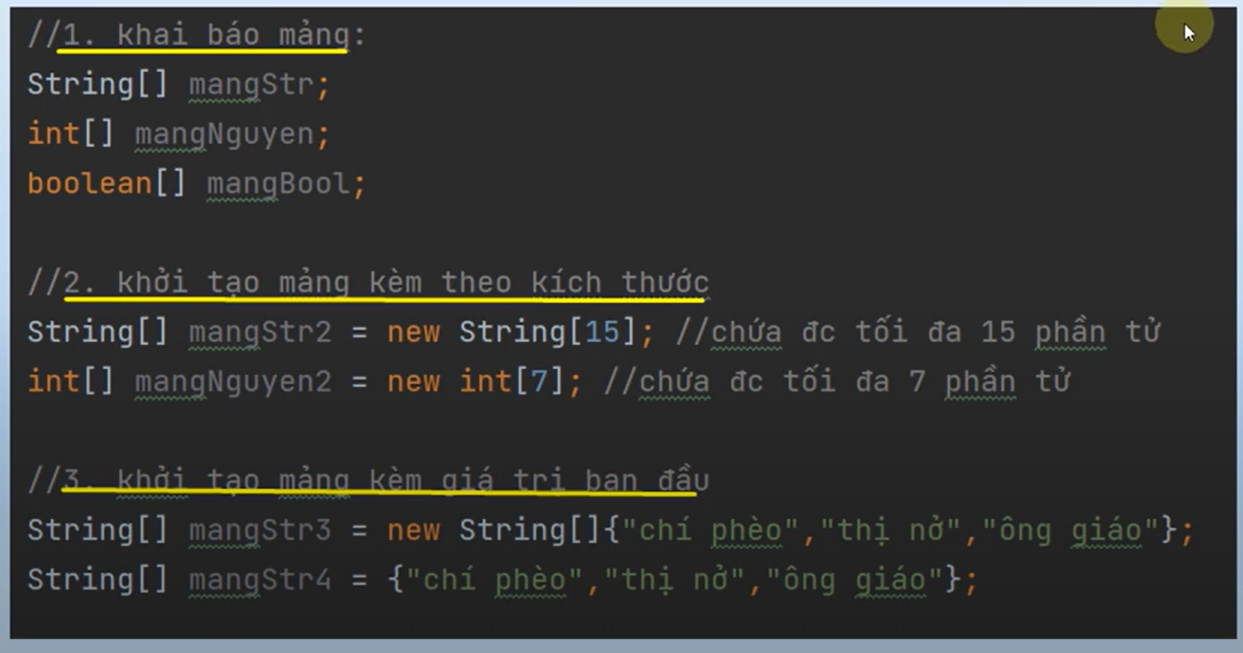 //1. khai báo mảng:
String[] mangStr;
int[] mangNguyen;
boolean[] mangBool;
//2. khởi tạo mảng kèm theo kích thước
String[] mangStr2 = new String[15]; //chứa đc tối đa 15 phần tử
int[] mangNguyen2 = new int[7]; //chứa đc tối đa 7 phần tử
//3. khởi tạo mảng kèm giá trị ban đầu
String[] mangStr3 = new String[]{"chí phèo","thị nở","ông giáo"};
String[] mangStr4 = {"chí phèo","thị nở","ông giáo"};